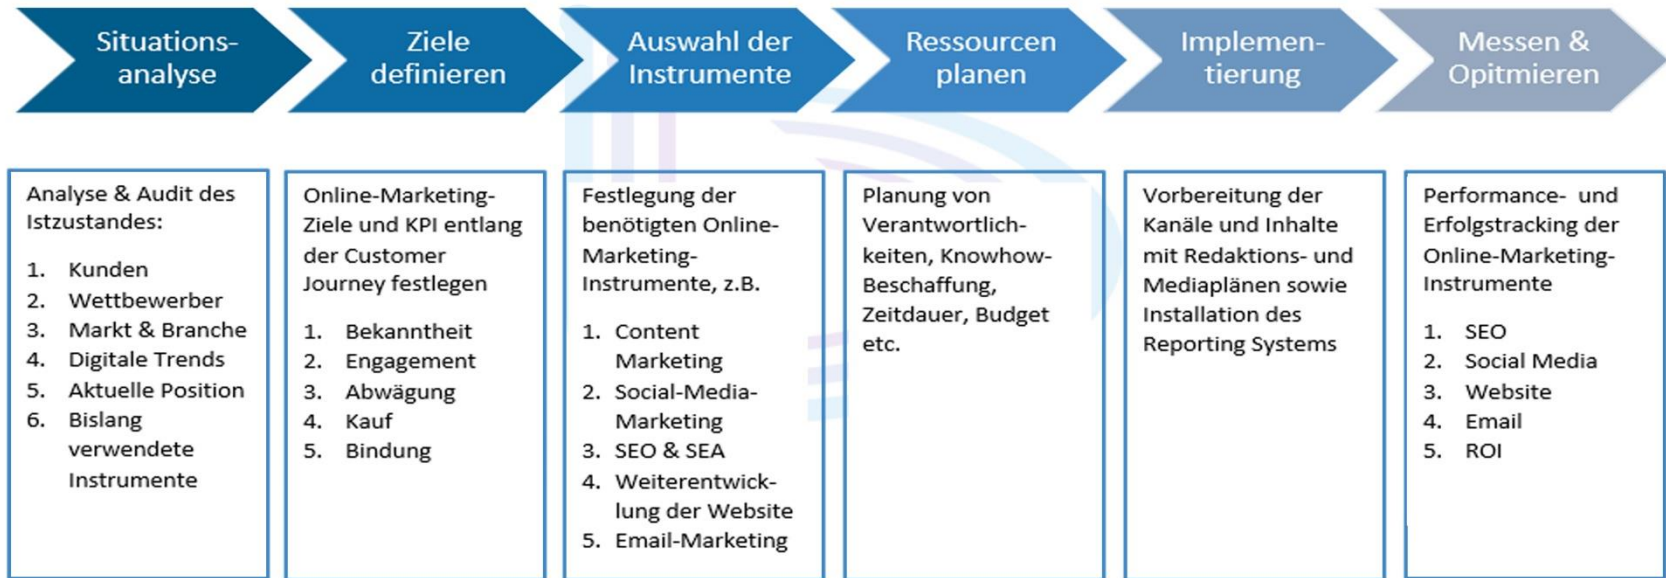 Situations-
analyse
Ziele
definieren
Auswahl der
Instrumente
Ressourcen
planen
Implemen-
tierung
Messen &
Opitmieren
Analyse & Audit des
Istzustandes:
1. Kunden
2. Wettbewerber
3. Markt & Branche
4. Digitale Trends
5. Aktuelle Position
6. Bislang
verwendete
Instrumente
Online-Marketing-
Ziele und KPI entlang
der Customer
Journey festlegen
1. Bekanntheit
2. Engagement
3. Abwägung
4. Kauf
5. Bindung
Festlegung der
benötigten Online-
Marketing-
Instrumente, z.B.
1. Content
Marketing
2. Social-Media-
Marketing
3. SEO & SEA
4. Weiterentwick-
lung der Website
5. Email-Marketing
Planung von
Verantwortlich-
keiten, Knowhow-
Beschaffung,
Zeitdauer, Budget
etc.
Vorbereitung der
Kanäle und Inhalte
mit Redaktions- und
Mediaplänen sowie
Installation des
Reporting Systems
Performance- und
Erfolgstracking der
Online-Marketing-
Instrumente
1. SEO
2. Social Media
3. Website
4. Email
5. ROI